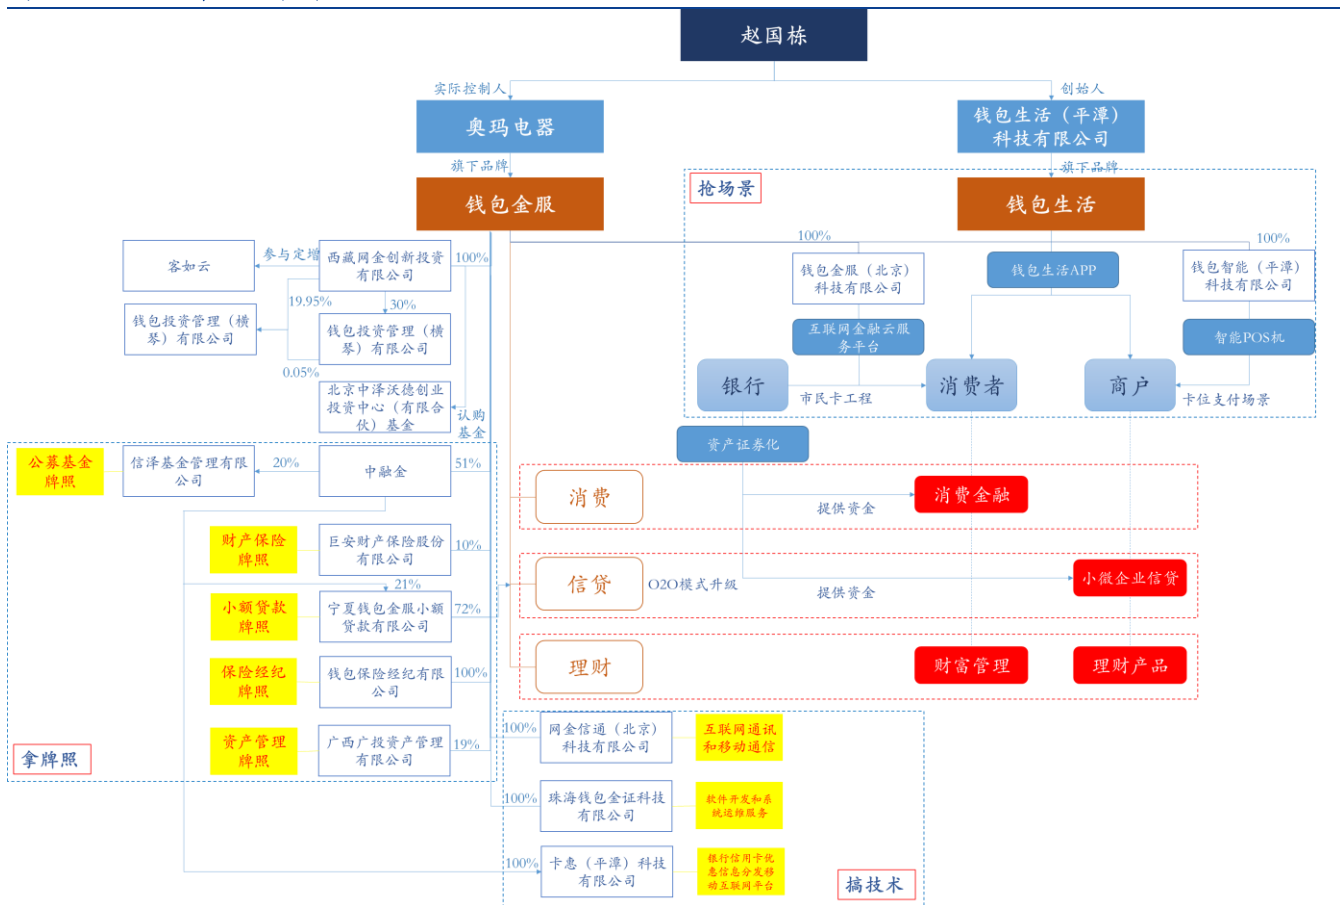 赵国栋
实际控制人
创始人
奥玛电器
钱包生活（平潭）
科技有限公司
旗下品牌
旗下品牌
抢场景
钱包金服
钱包生活
100%
100%
客如云
参与定增
西藏网金创新投资
有限公司
100%
钱包金服（北京）
科技有限公司
钱包生活APP
钱包智能（平潭）
科技有限公司
19.95%
30%
钱包投资管理（横
琴）有限公司
钱包投资管理（横
琴）有限公司
互联网金融云服
务平台
智能POS机
0.05%
银行
市民卡工程
消费者
商户
卡位支付场景
北京中泽沃德创业
投资中心（有限合
伙）基金
认购
基金
资产证券化
公募基金
牌照
信泽基金管理有限
公司
20%
中融金
51%
消费
提供资金
消费金融
财产保险
牌照
巨安财产保险股份
有限公司
10%
21%
信贷
O2O模式升级
提供资金
小微企业信贷
小额贷款
牌照
宁夏钱包金服小额
贷款有限公司
72%
保险经纪
牌照
钱包保险经纪有限
公司
100%
理财
财富管理
理财产品
资产管理
牌照
广西广投资产管理
有限公司
19%
拿牌照
100%
网金信通（北京）
科技有限公司
互联网通讯
和移动通信
100%
珠海钱包金证科技
有限公司
软件开发和系
统运维服务
100%
卡惠（平潭）科技
有限公司
银行信用卡优
惠信息分发移
动互联网平台
搞技术